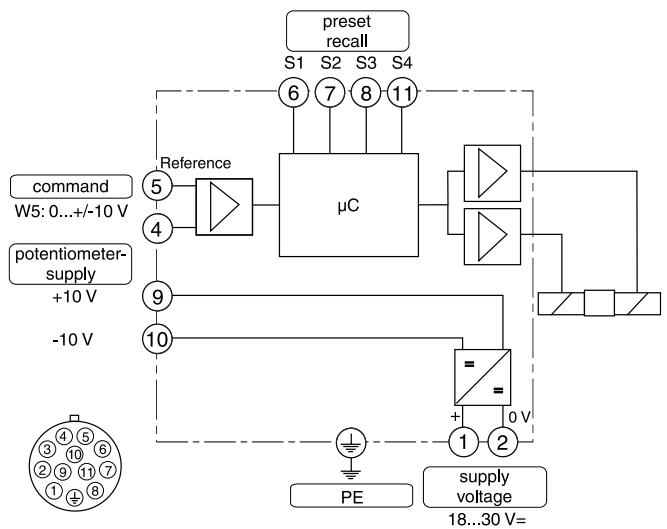 preset
recall
S1 S2 S3 S4
6 7 8 11
Reference
5
command
W5: 0...+/-10 V
4
µC
potentiometer-
supply
+10 V
9
-10 V
10
=
=
+ 0 V
1 2
PE
supply
voltage
18...30 V=
4 5
3 10 6
2 9 11 7
1 8